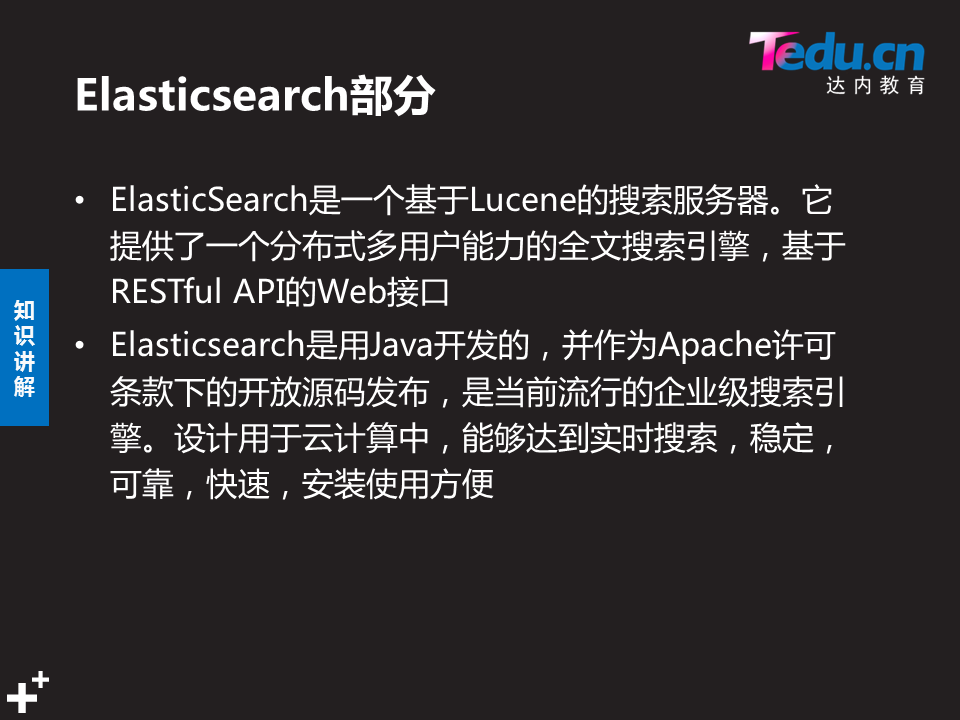 Tedu.cn
达内教育
Elasticsearch部分
• ElasticSearch是一个基于Lucene的搜索服务器。它
提供了一个分布式多用户能力的全文搜索引擎，基于
RESTful API的Web接口
• Elasticsearch是用Java开发的，并作为Apache许可
条款下的开放源码发布，是当前流行的企业级搜索引
擎。设计用于云计算中，能够达到实时搜索，稳定，
可靠，快速，安装使用方便
知
识
讲
解